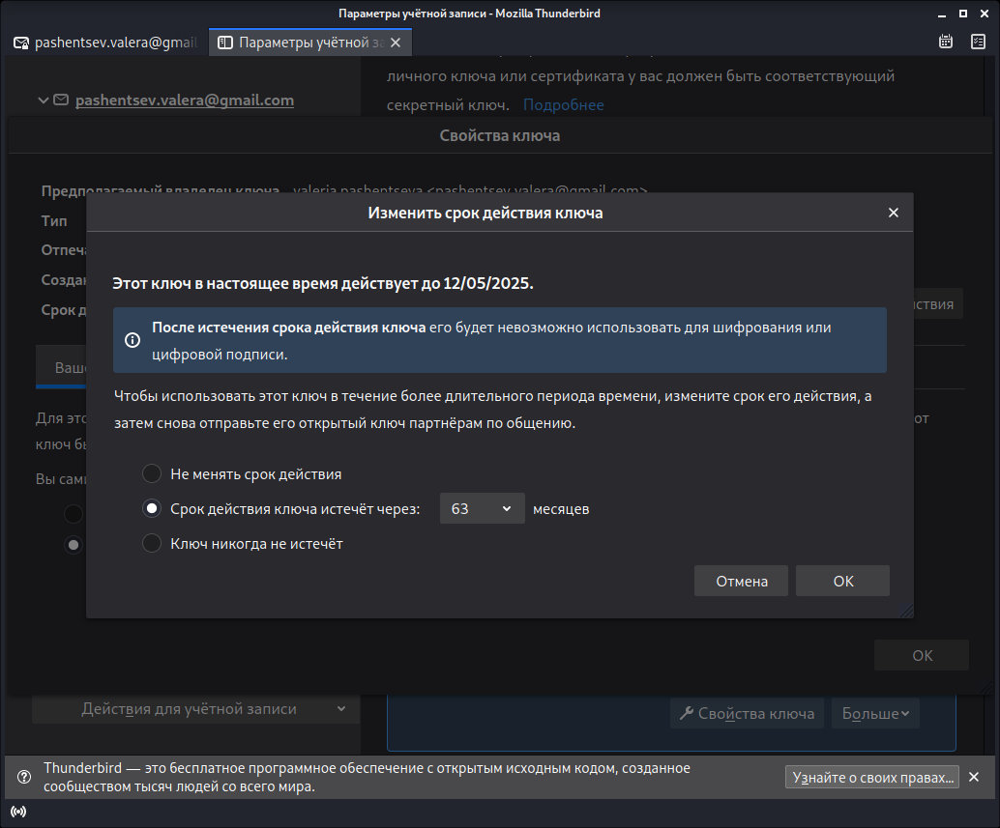 Параметры учётной записи - Mozilla Thunderbird
pashentsev.valera@gmail
Параметры учётной за
личного ключа или сертификата у вас должен быть соответствующий
pashentsev.valera@gmail.com
секретный ключ. Подробнее
Свойства ключа
Предполагаемый владелец ключа valeria pashentseva <pashentsev.valera@gmail.com>
Изменить срок действия ключа
Тип
Отпеча
Этот ключ в настоящее время действует до 12/05/2025.
Создан
Срок д
ствия
После истечения срока действия ключа его будет невозможно использовать для шифрования или
цифровой подписи.
Ваше
Чтобы использовать этот ключ в течение более длительного периода времени, измените срок его действия, а
затем снова отправьте его открытый ключ партнёрам по общению.
Для это
от
ключ бы
Вы сами
Не менять срок действия
Срок действия ключа истечёт через: 63 месяцев
Ключ никогда не истечёт
Отмена
OK
OK
Действия для учётной записи
Свойства ключа
Больше
Thunderbird — это бесплатное программное обеспечение с открытым исходным кодом, созданное
сообществом тысяч людей со всего мира.
Узнайте о своих правах...